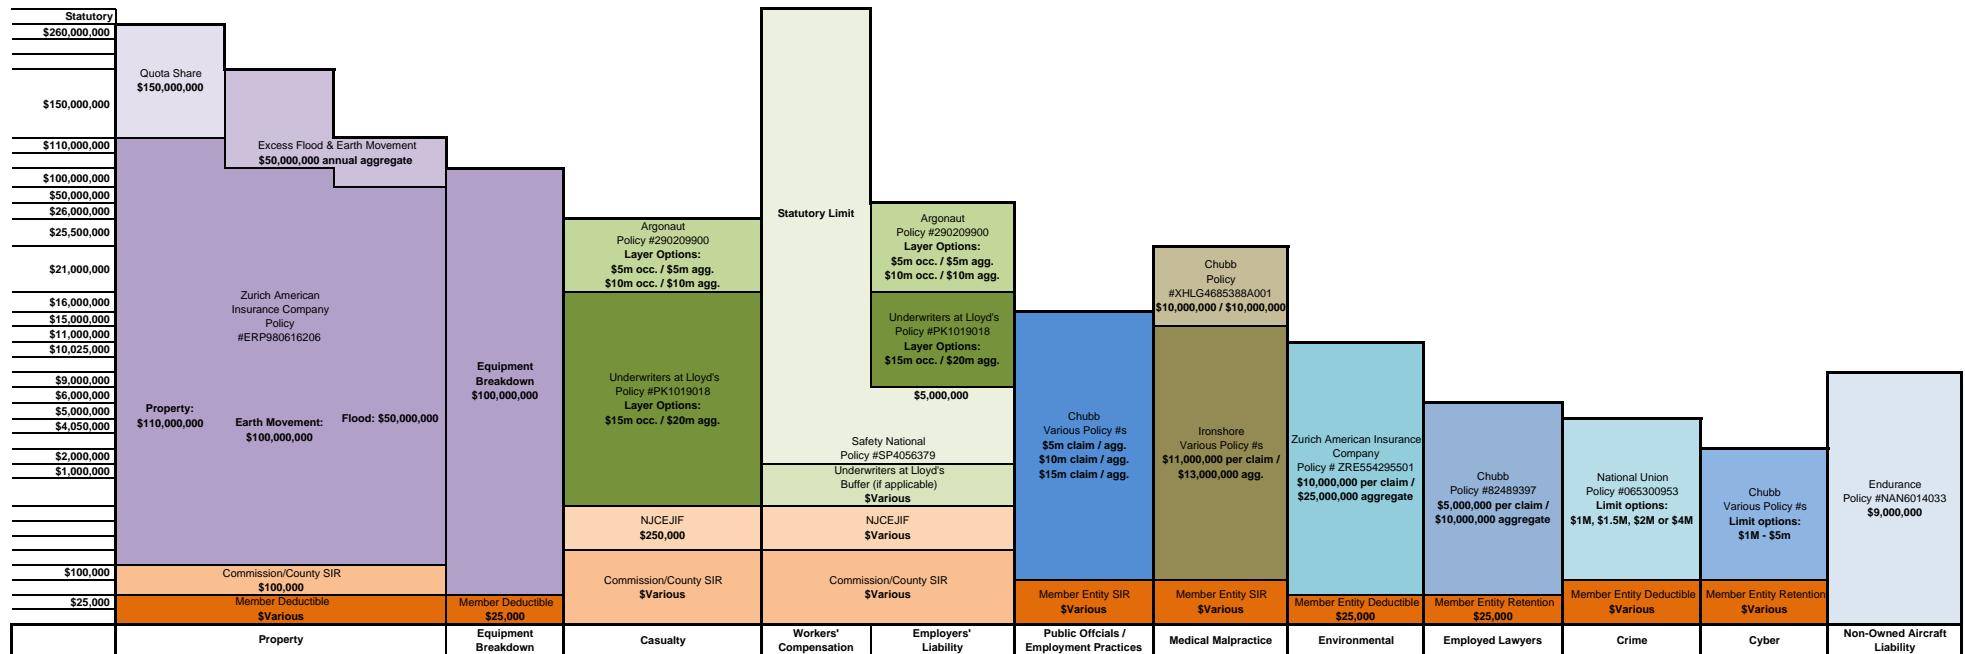 Statutory
$260,000,000
$150,000,000
$110,000,000
$100,000,000
$50,000,000
$26,000,000
$25,500,000
$21,000,000
$16,000,000
$15,000,000
$11,000,000
$10,025,000
$9,000,000
$6,000,000
$5,000,000
$4,050,000
$2,000,000
$1,000,000
$100,000
$25,000
Quota Share
$150,000,000
Excess Flood & Earth Movement
$50,000,000 annual aggregate
Zurich American
Insurance Company
Policy
#ERP980616206
Property:
$110,000,000
Earth Movement:
$100,000,000
Flood: $50,000,000
Commission/County SIR
$100,000
Member Deductible
$Various
Equipment
Breakdown
$100,000,000
Member Deductible
$25,000
Argonaut
Policy #290209900
Layer Options:
$5m occ. / $5m agg.
$10m occ. / $10m agg.
Underwriters at Lloyd's
Policy #PK1019018
Layer Options:
$15m occ. / $20m agg.
NJCEJIF
$250,000
Commission/County SIR
$Various
Statutory Limit
Argonaut
Policy #290209900
Layer Options:
$5m occ. / $5m agg.
$10m occ. / $10m agg.
Underwriters at Lloyd's
Policy #PK1019018
Layer Options:
$15m occ. / $20m agg.
$5,000,000
Safety National
Policy #SP4056379
Underwriters at Lloyd's
Buffer (if applicable)
$Various
NJCEJIF
$Various
Commission/County SIR
$Various
Chubb
Various Policy #s
$5m claim / agg.
$10m claim / agg.
$15m claim / agg.
Member Entity SIR
$Various
Chubb
Policy
#XHLG4685388A001
$10,000,000 / $10,000,000
Ironshore
Various Policy #s
$11,000,000 per claim /
$13,000,000 agg.
Member Entity SIR
$Various
Zurich American Insurance
Company
Policy # ZRE554295501
$10,000,000 per claim /
$25,000,000 aggregate
Member Entity Deductible
$25,000
Chubb
Policy #82489397
$5,000,000 per claim /
$10,000,000 aggregate
Member Entity Retention
$25,000
National Union
Policy #065300953
Limit options:
$1M, $1.5M, $2M or $4M
Member Entity Deductible
$Various
Chubb
Various Policy #s
Limit options:
$1M - $5m
Member Entity Retention
$Various
Endurance
Policy #NAN6014033
$9,000,000
Property
Equipment
Breakdown
Casualty
Workers'
Compensation
Employers'
Liability
Public Offcials /
Employment Practices
Medical Malpractice
Environmental
Employed Lawyers
Crime
Cyber
Non-Owned Aircraft
Liability